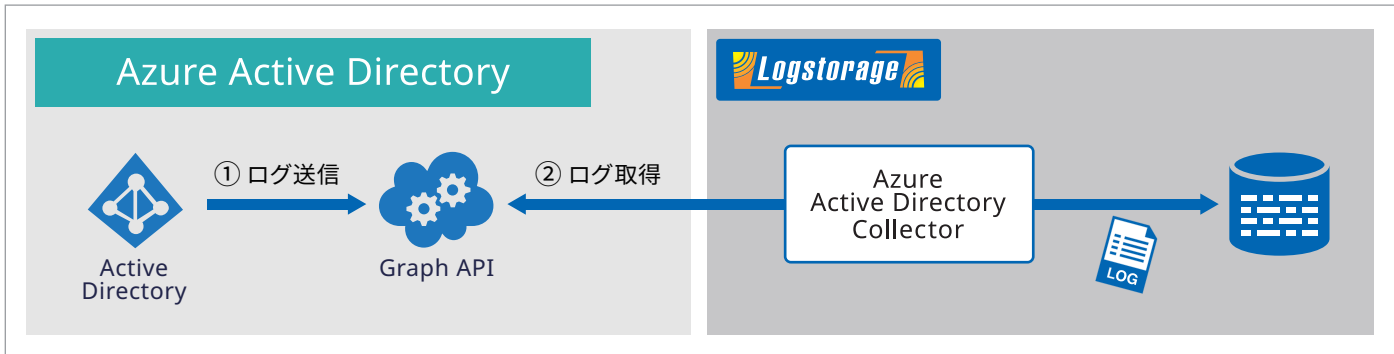 Azure Active Directory
Logstorage
① ログ送信
② ログ取得
Active
Directory
Graph API
Azure
Active Directory
Collector
LOG